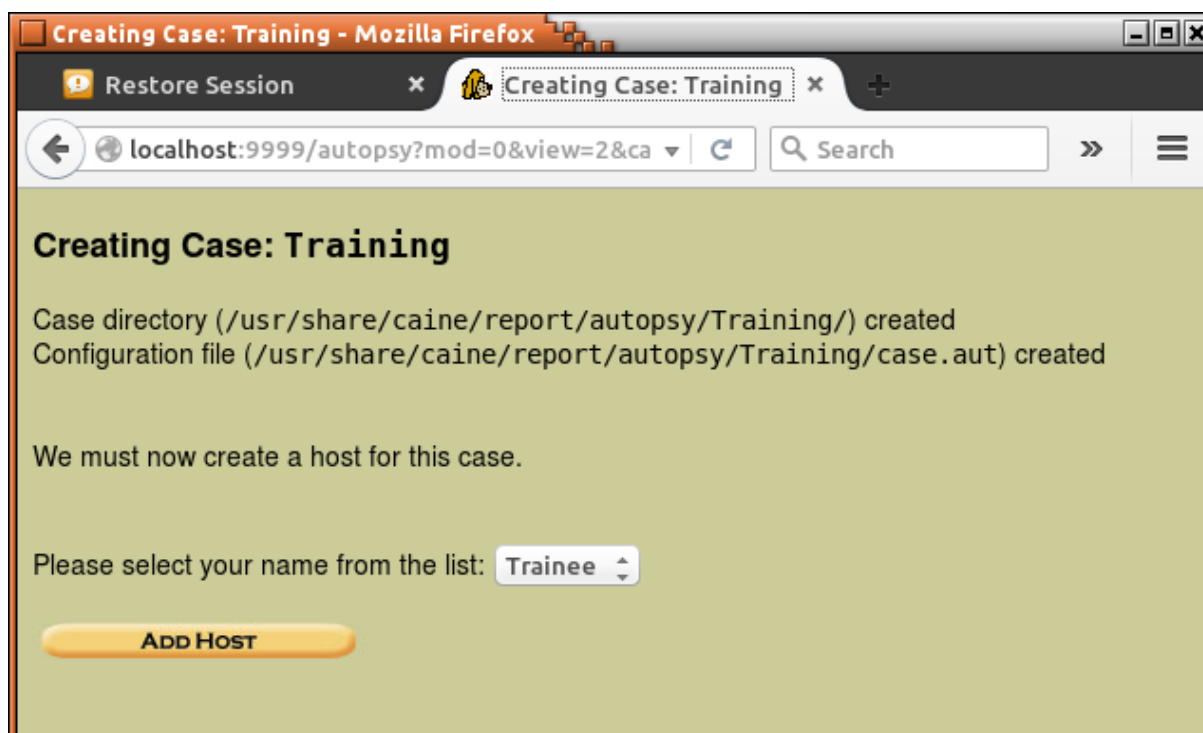 Creating Case: Training - Mozilla Firefox
Restore Session
Creating Case: Training
localhost:9999/autopsy?mod=0&view=2&ca
Search
Creating Case: Training
Case directory (/usr/share/caine/report/autopsy/Training/) created
Configuration file (/usr/share/caine/report/autopsy/Training/case.aut) created
We must now create a host for this case.
Please select your name from the list: Trainee
ADD HOST